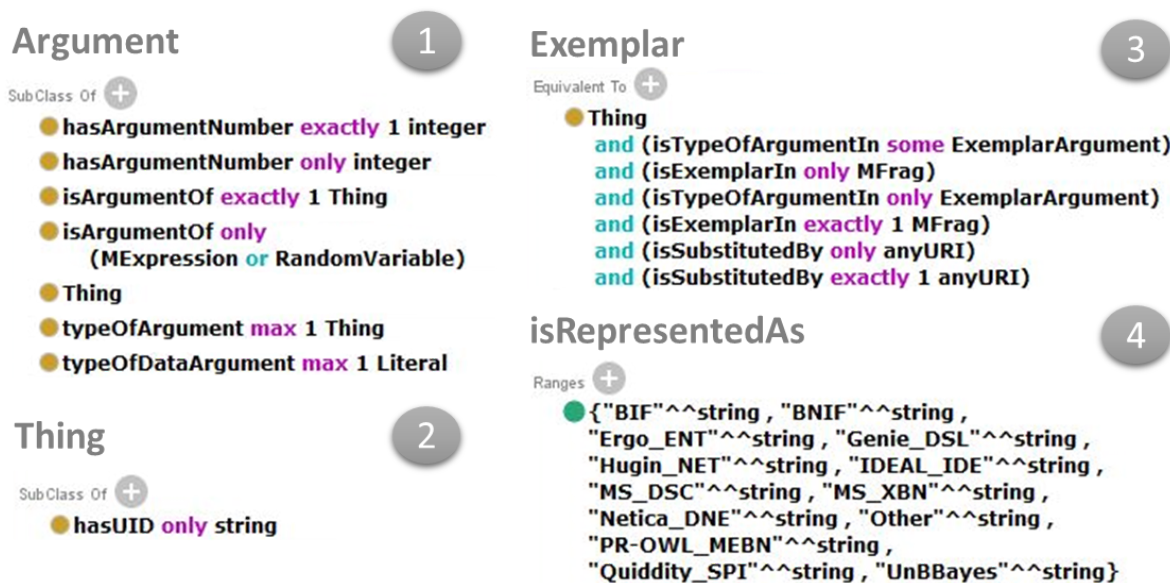 Argument
1
SubClass Of
hasArgumentNumber exactly 1 integer
hasArgumentNumber only integer
isArgumentOf exactly 1 Thing
isArgumentOf only
(MExpression or RandomVariable)
Thing
typeOfArgument max 1 Thing
typeOfDataArgument max 1 Literal
Thing
2
SubClass Of
hasUID only string
Exemplar
3
Equivalent To
Thing
and (isTypeOfArgumentIn some ExemplarArgument)
and (isExemplarIn only MFrag)
and (isTypeOfArgumentIn only ExemplarArgument)
and (isExemplarIn exactly 1 MFrag)
and (isSubstitutedBy only anyURI)
and (isSubstitutedBy exactly 1 anyURI)
isRepresentedAs
4
Ranges
{"BIF"^^string , "BNIF"^^string ,
"Ergo_ENT"^^string , "Genie_DSL"^^string ,
"Hugin_NET"^^string , "IDEAL_IDE"^^string ,
"MS_DSC"^^string , "MS_XBN"^^string ,
"Netica_DNE"^^string , "Other"^^string ,
"PR-OWL_MEBN"^^string ,
"Quiddity_SPI"^^string , "UnBBayes"^^string}